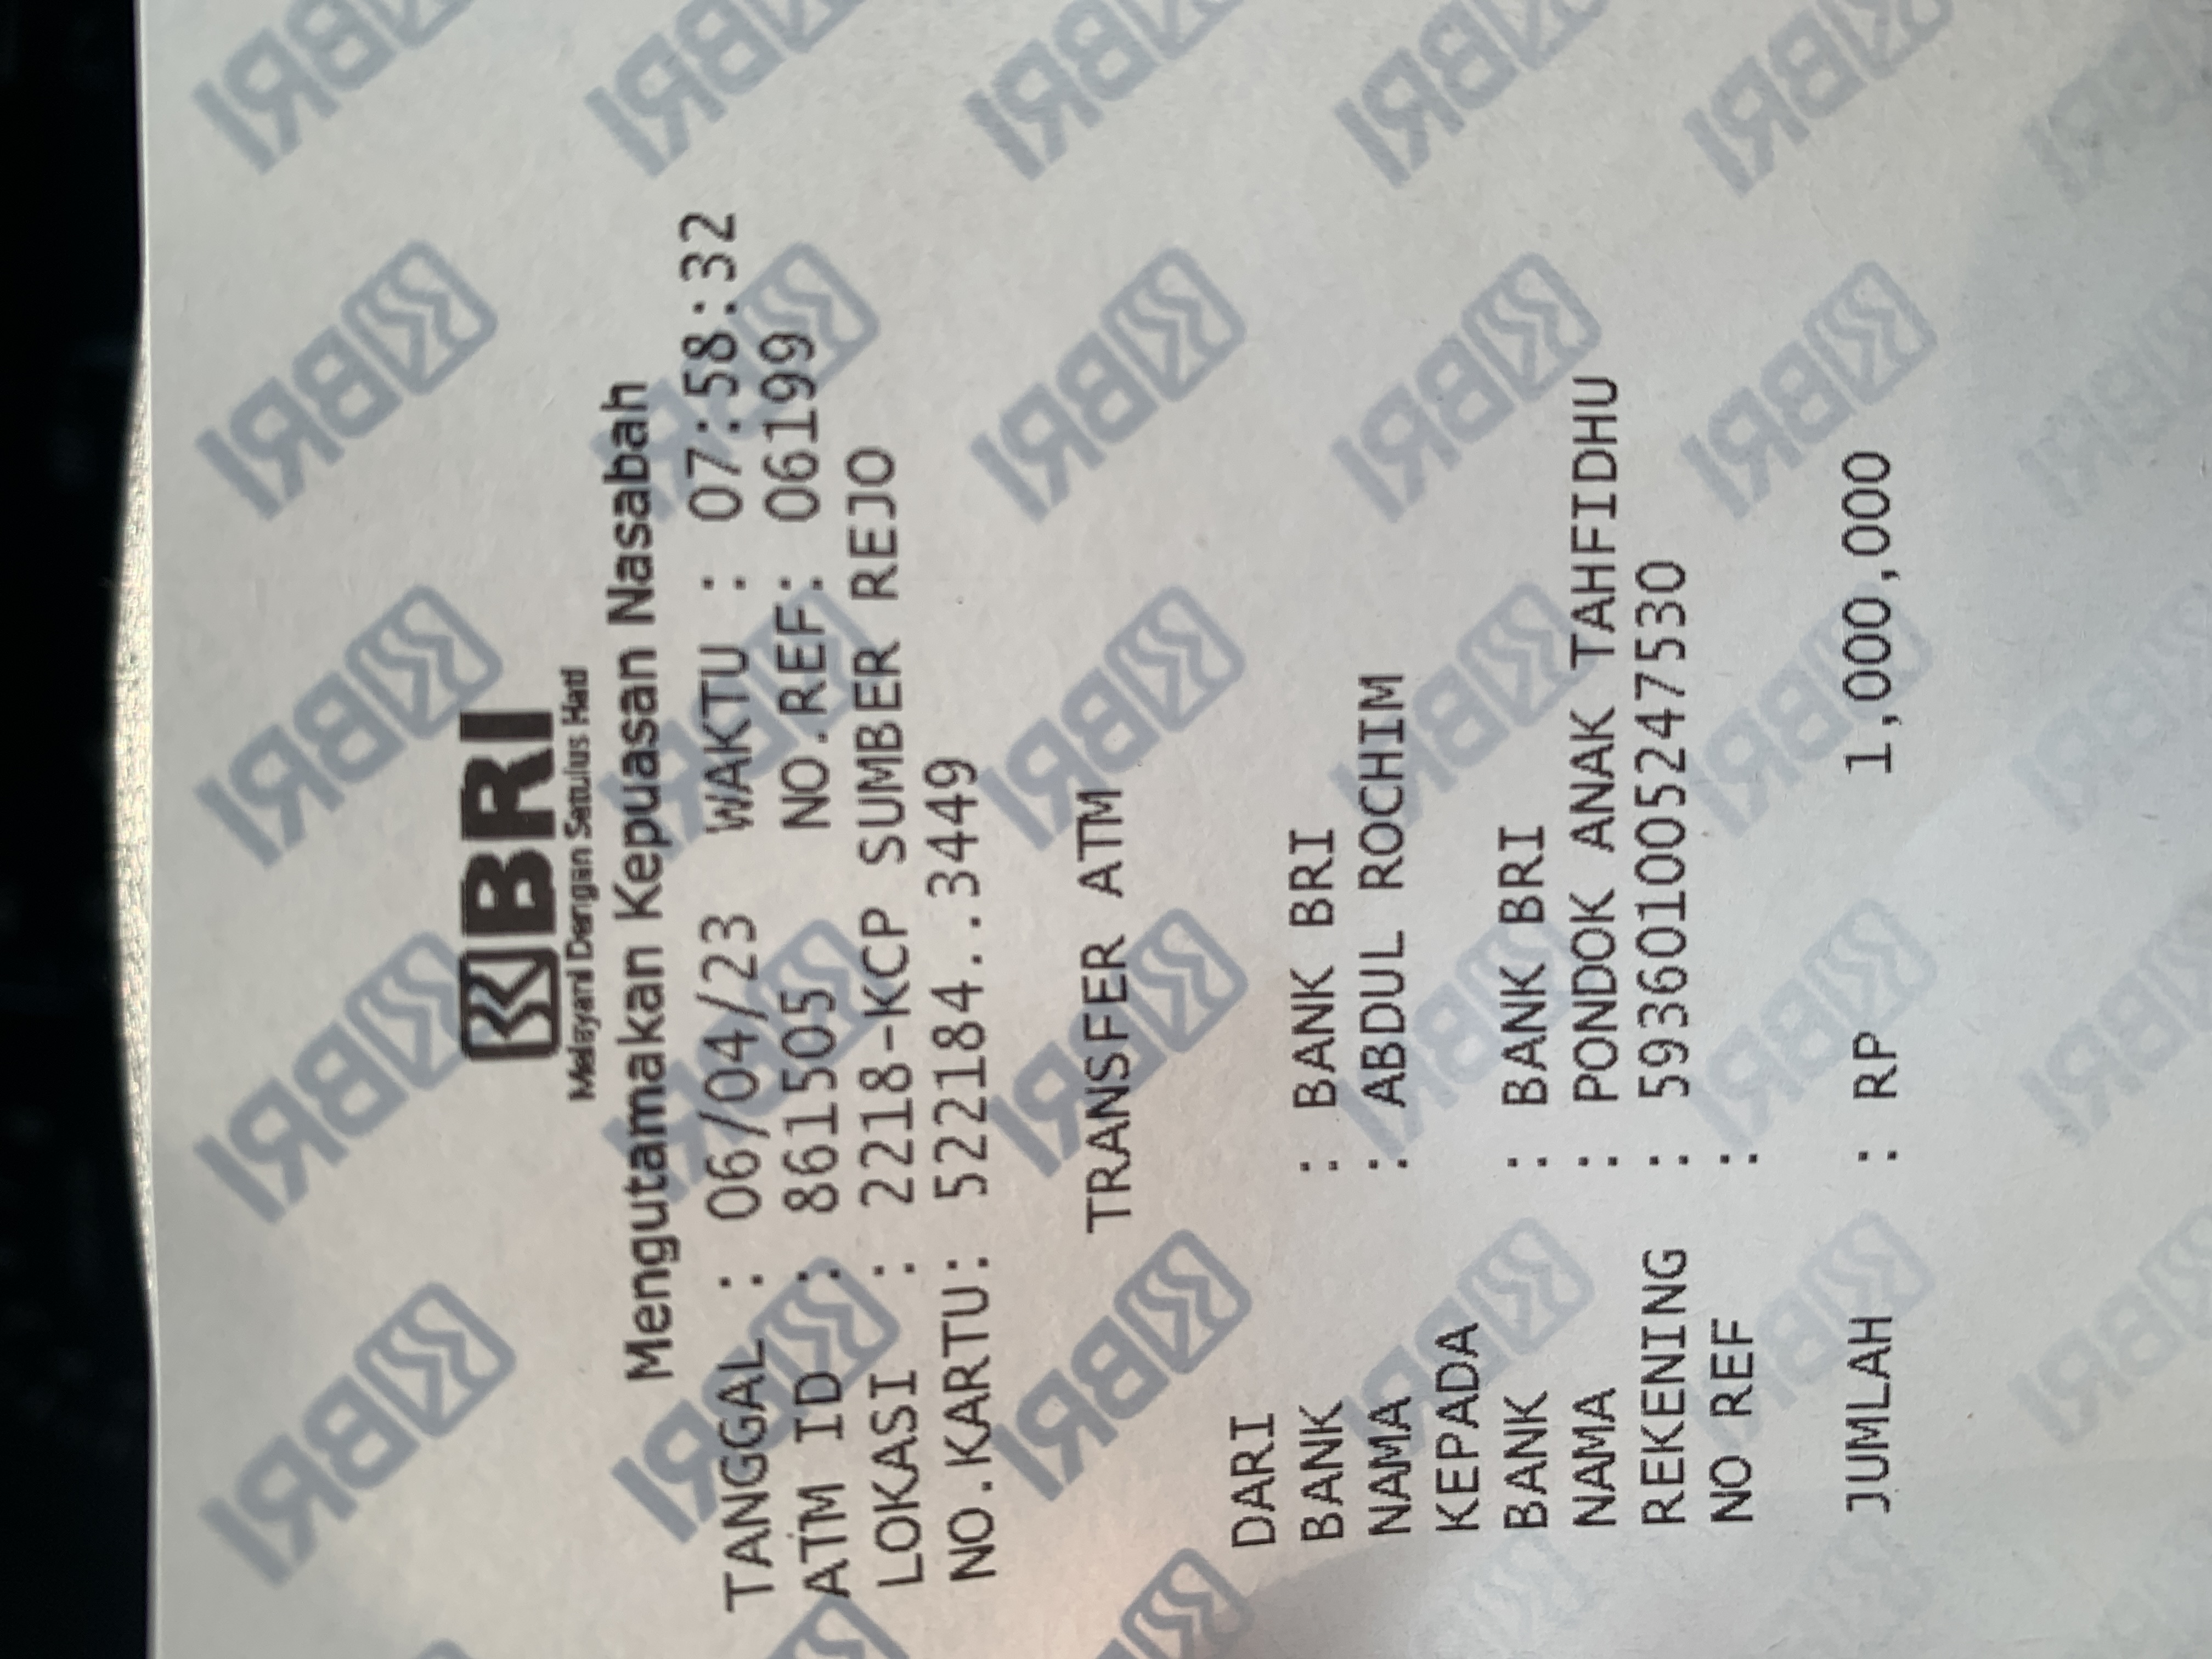 BRI
Melayani Dengan Setulus Hati
Mengutamakan Kepuasan Nasabah
TANGGAL : 06/04/23 WAKTU : 07:58:32
ATM ID : 861505 NO.REF: 06199
LOKASI : 2218-KCP SUMBER REJO
NO.KARTU: 522184..3449
TRANSFER ATM
DARI
BANK : BANK BRI
NAMA : ABDUL ROCHIM
KEPADA
BANK : BANK BRI
NAMA : PONDOK ANAK TAHFIDHU
REKENING : 593601005247530
NO REF :
JUMLAH : RP 1,000,000